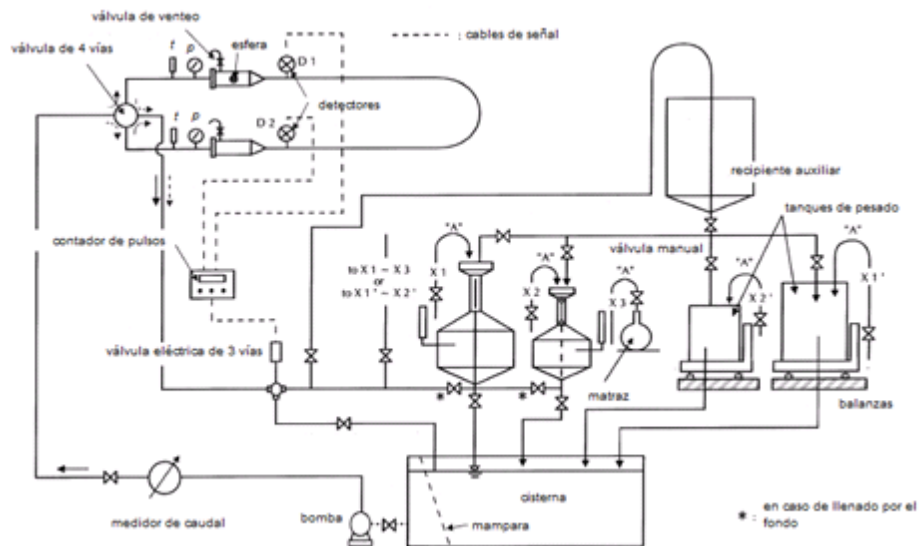 válvula de venteo
válvula de 4 vías
t
p
esfera
D 1
: cables de señal
detectores
t
p
D 2
recipiente auxiliar
tanques de pesado
contador de pulsos
"A"
válvula manual
"A"
"A"
to X 1 ~ X 3
or
to X 1 ' ~ X 2 '
X 1
"A"
X 2
"A"
X 3
X 2 '
X 1 '
válvula eléctrica de 3 vías
matraz
balanzas
*
*
cisterna
medidor de caudal
bomba
mampara
* : en caso de llenado por el
fondo